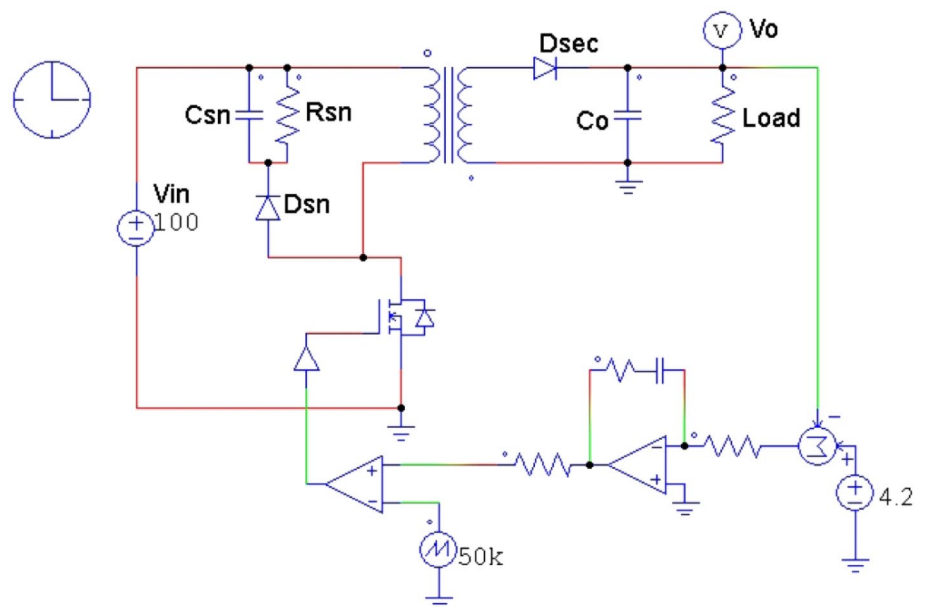 V
Vo
Dsec
Csn
Rsn
Co
Load
Vin
100
Dsn
Σ
4.2
50k